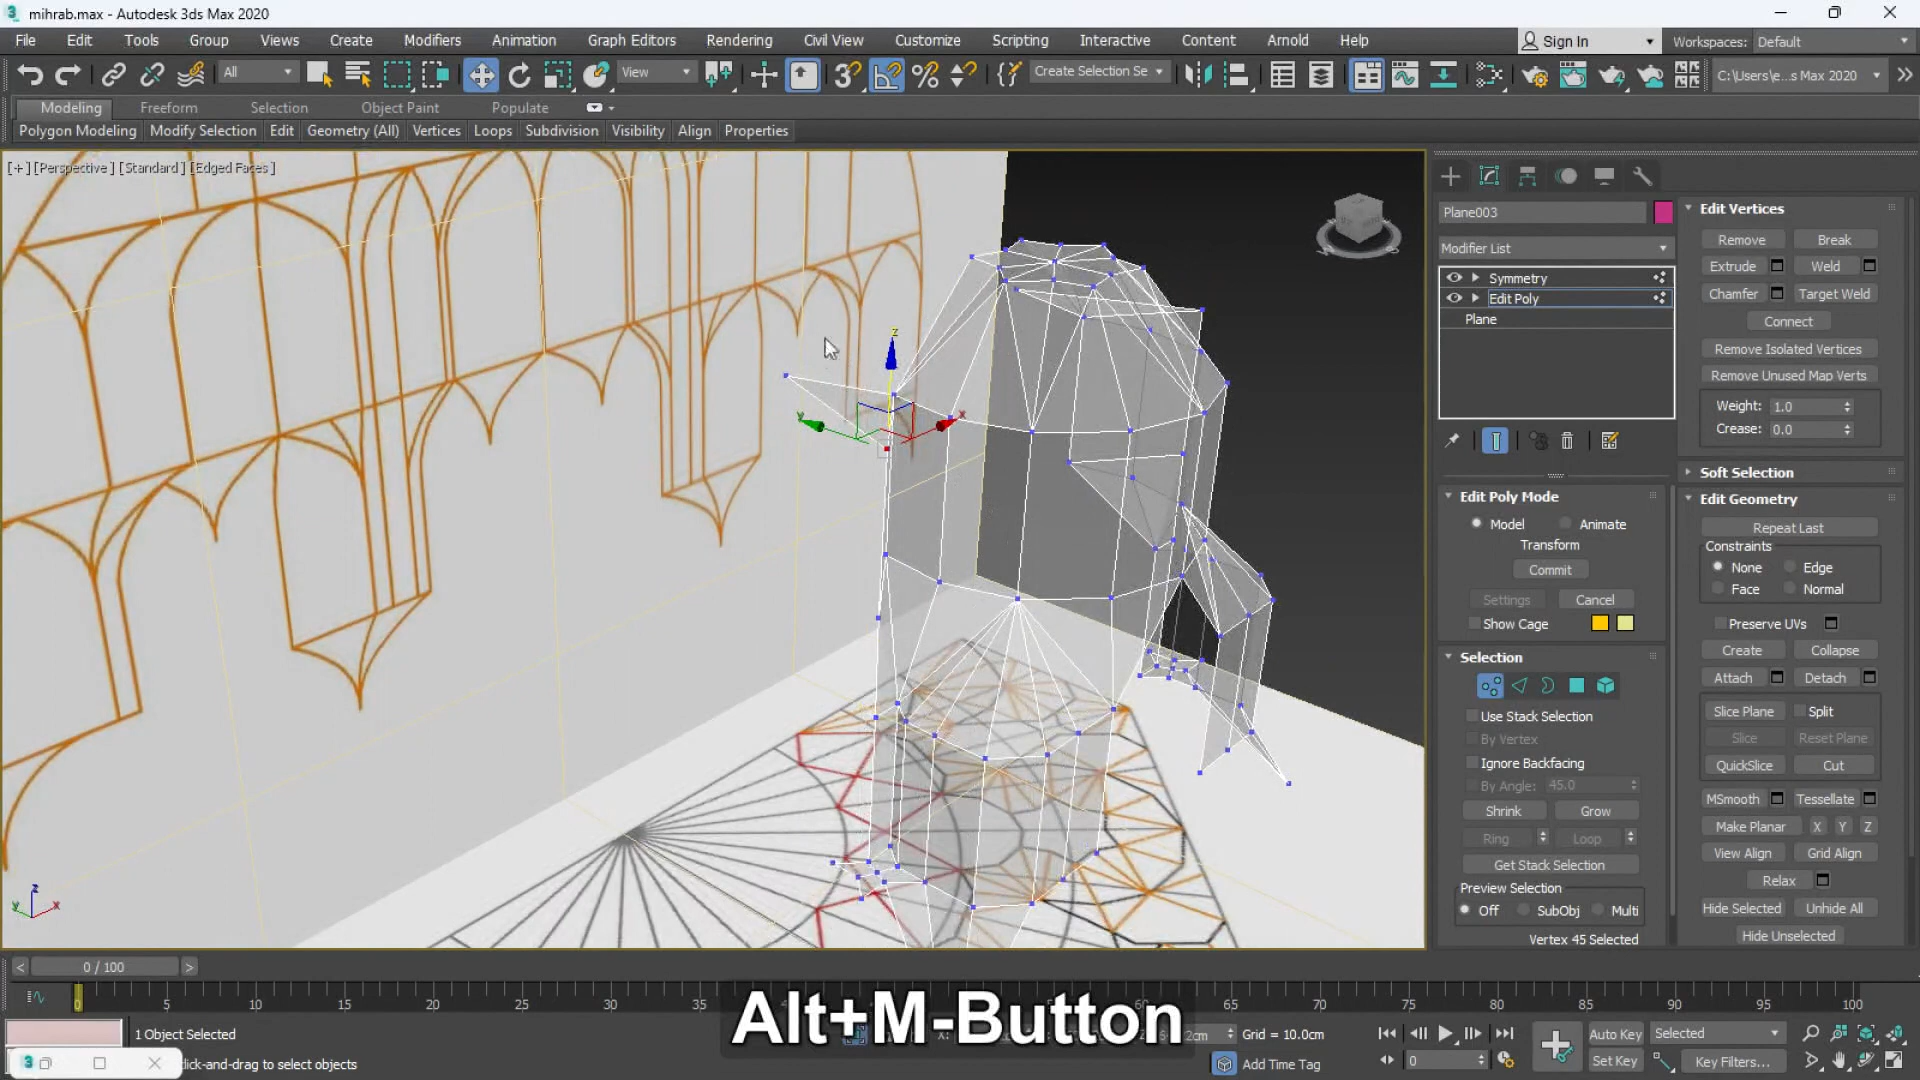 mihrab.max - Autodesk 3ds Max 2020
File Edit Tools Group Views Create Modifiers Animation Graph Editors Rendering Civil View Customize Scripting Interactive Content Arnold Help Sign In Workspaces: Default
All View Create Selection Se C:\Users\e...s Max 2020
Modeling Freeform Selection Object Paint Populate
Polygon Modeling Modify Selection Edit Geometry (All) Vertices Loops Subdivision Visibility Align Properties
[+] [Perspective] [Standard] [Edged Faces]
z
y x
z
y x
Plane003
Modifier List
Symmetry
Edit Poly
Plane
Edit Poly Mode
Model Animate
Transform
Commit
Settings Cancel
Show Cage
Selection
Use Stack Selection
By Vertex
Ignore Backfacing
By Angle: 45.0
Shrink Grow
Ring Loop
Get Stack Selection
Preview Selection
Off SubObj Multi
Vertex 45 Selected
Edit Vertices
Remove Break
Extrude Weld
Chamfer Target Weld
Connect
Remove Isolated Vertices
Remove Unused Map Verts
Weight: 1.0
Crease: 0.0
Soft Selection
Edit Geometry
Repeat Last
Constraints
None Edge
Face Normal
Preserve UVs
Create Collapse
Attach Detach
Slice Plane Split
Slice Reset Plane
QuickSlice Cut
MSmooth Tessellate
Make Planar X Y Z
View Align Grid Align
Relax
Hide Selected Unhide All
Hide Unselected
< 0 / 100 >
0 5 10 15 20 25 30 35 40 45 65 70 75 80 85 90 95 100
Alt+M-Button
1 Object Selected
Grid = 10.0cm
Auto Key Selected
lick-and-drag to select objects
Add Time Tag
0
Set Key Key Filters...